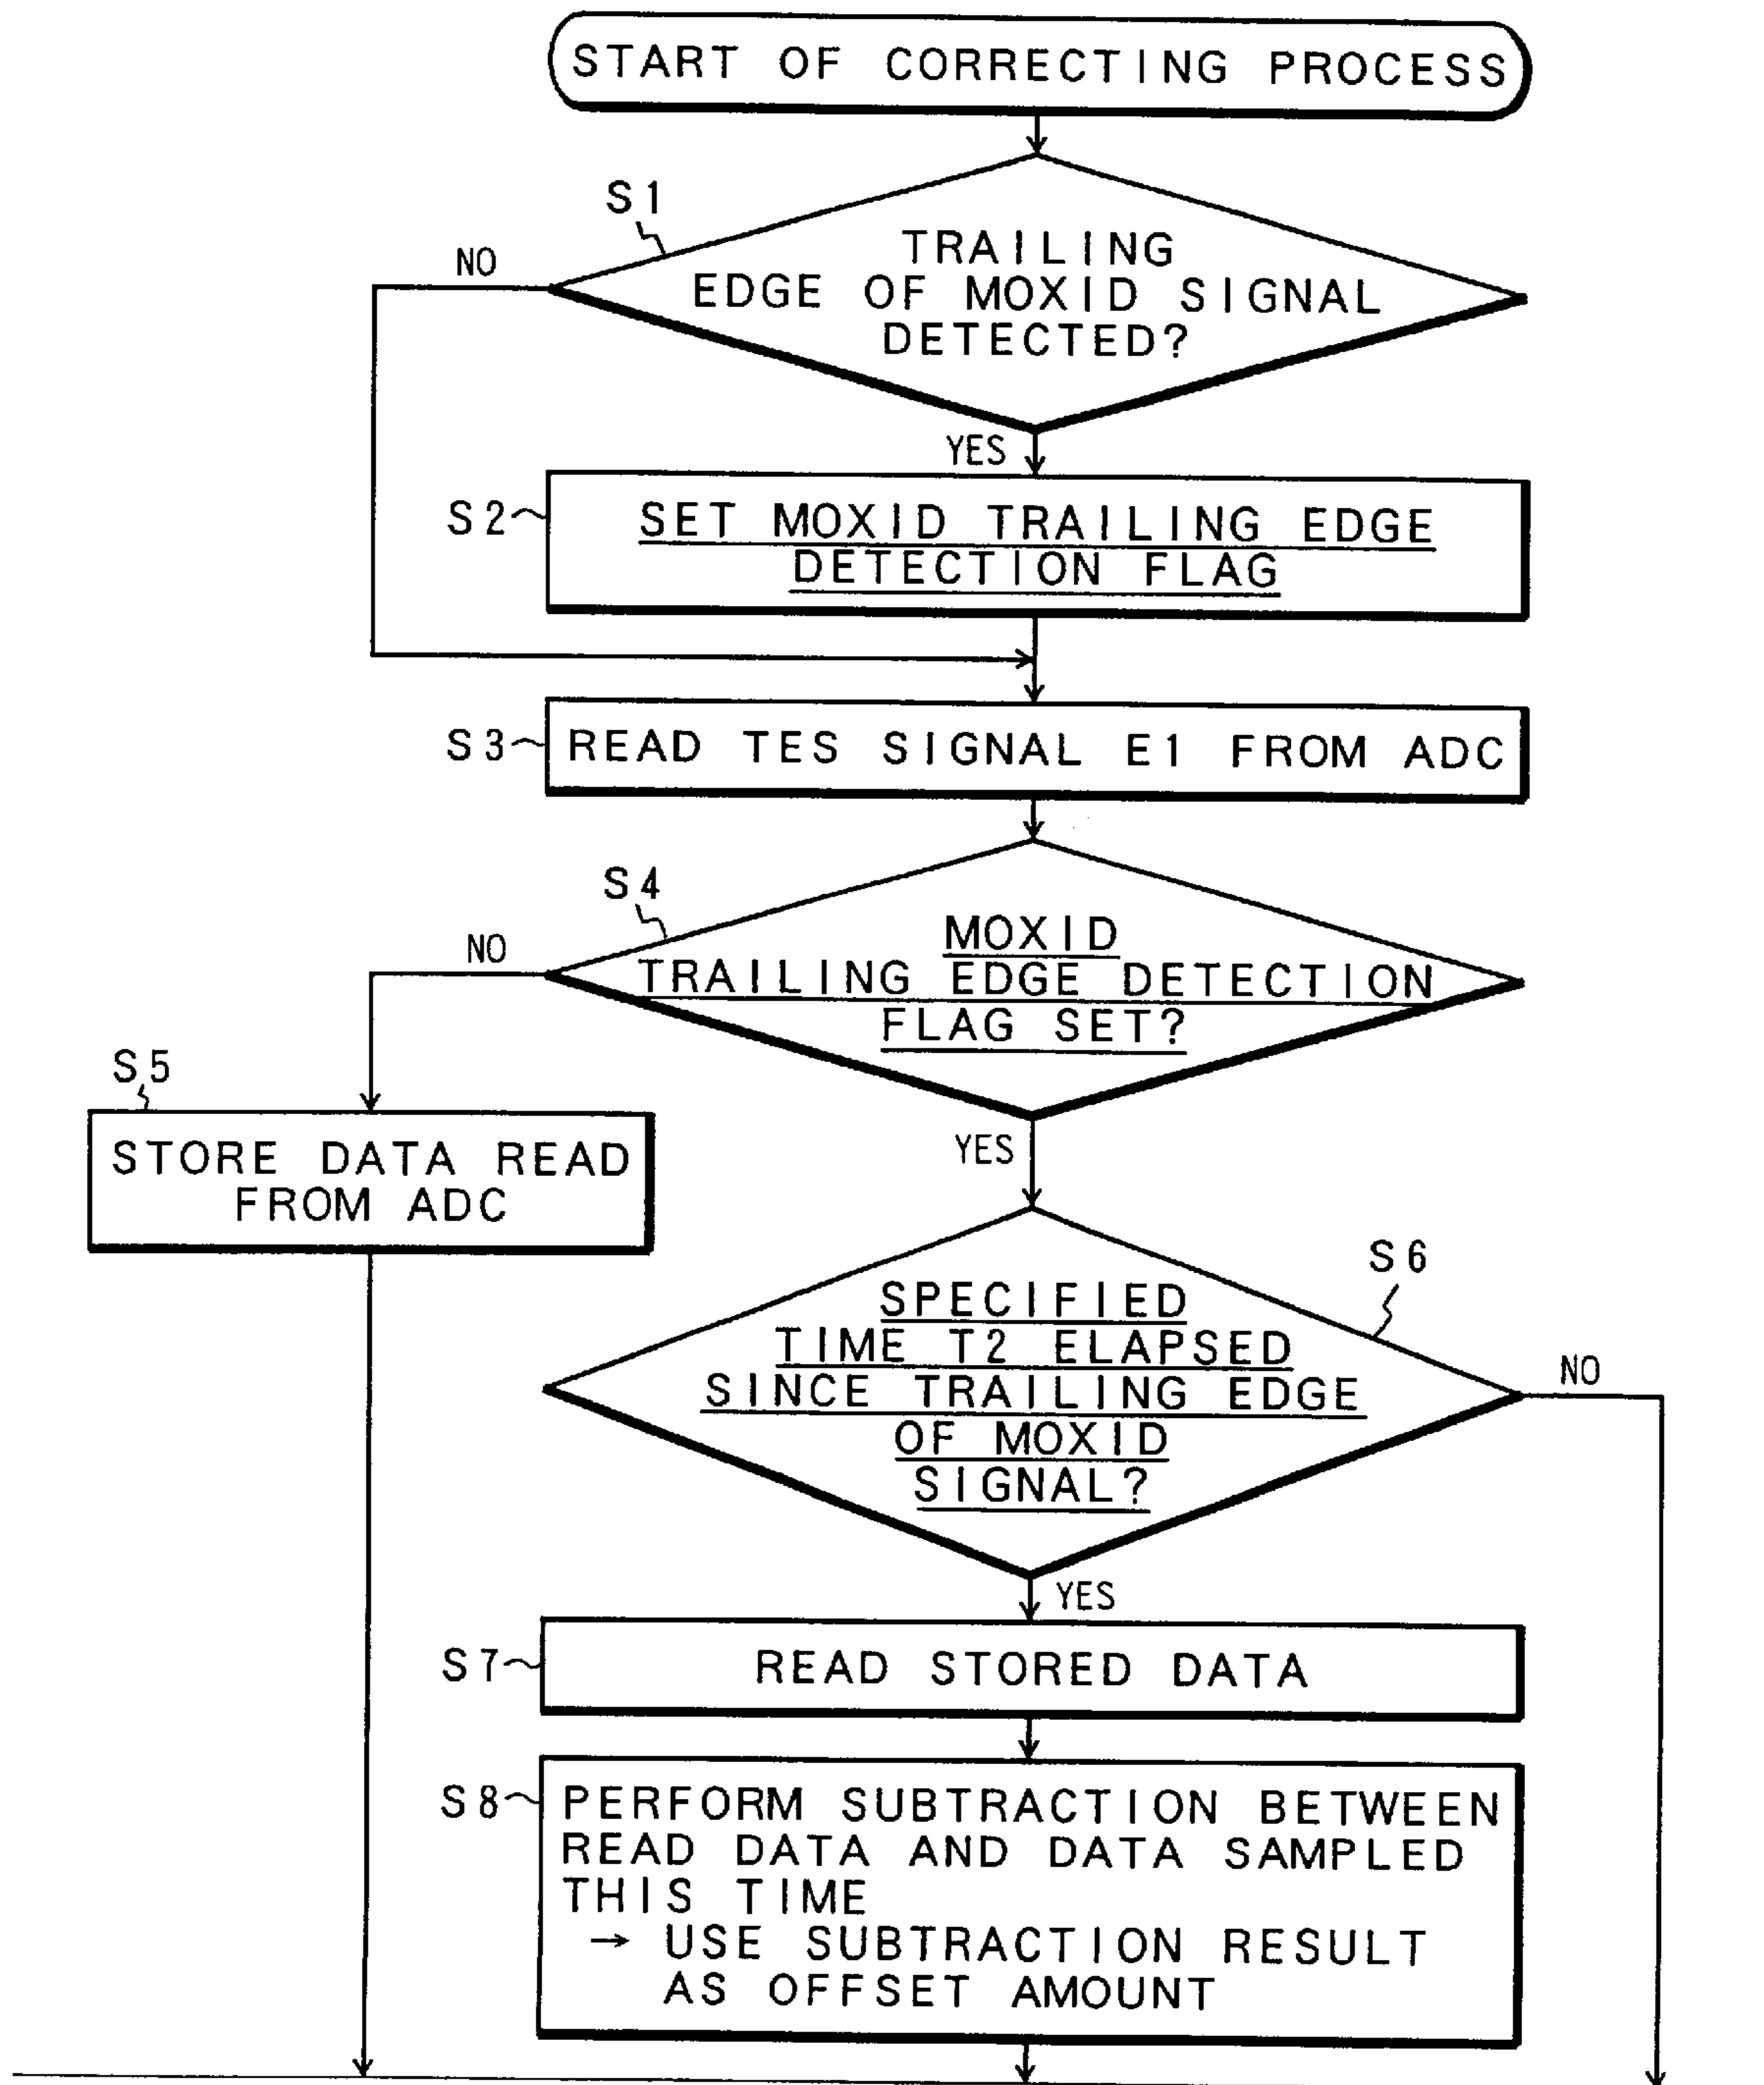 START OF CORRECTING PROCESS
S1
NO
TRAILING
EDGE OF MOXID SIGNAL
DETECTED?
YES
S2
SET MOXID TRAILING EDGE
DETECTION FLAG
S3
READ TES SIGNAL E1 FROM ADC
S4
NO
MOXID
TRAILING EDGE DETECTION
FLAG SET?
S5
YES
STORE DATA READ
FROM ADC
S6
SPECIFIED
TIME T2 ELAPSED
SINCE TRAILING EDGE
OF MOXID
SIGNAL?
NO
YES
S7
READ STORED DATA
S8
PERFORM SUBTRACTION BETWEEN
READ DATA AND DATA SAMPLED
THIS TIME
→ USE SUBTRACTION RESULT
AS OFFSET AMOUNT